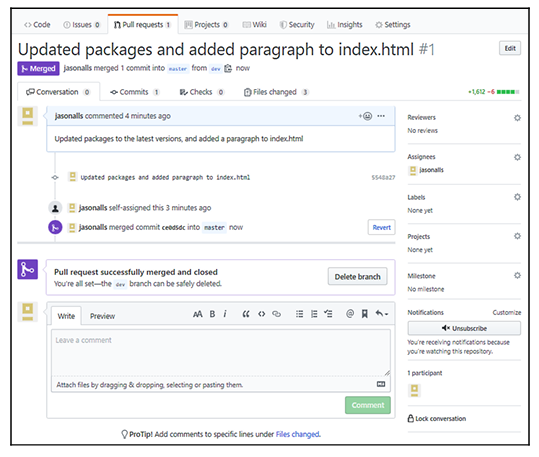 Code Issues 0 Pull requests 1 Projects 0 Wiki Security Insights Settings
Updated packages and added paragraph to index.html #1
Edit
Merged jasonalls merged 1 commit into master from dev now
Conversation 0 Commits 1 Checks 0 Files changed 3 +1,612 −6
jasonalls commented 4 minutes ago
Updated packages to the latest versions, and added a paragraph to index.html
Updated packages and added paragraph to index.html 5548a27
jasonalls self-assigned this 3 minutes ago
jasonalls merged commit ce0d5dc into master now
Revert
Pull request successfully merged and closed
You're all set—the dev branch can be safely deleted.
Delete branch
Write Preview
AA B i
Leave a comment
Attach files by dragging & dropping, selecting or pasting them.
Comment
ProTip! Add comments to specific lines under Files changed.
Reviewers
No reviews
Assignees
jasonalls
Labels
None yet
Projects
None yet
Milestone
No milestone
Notifications Customize
Unsubscribe
You're receiving notifications because
you're watching this repository.
1 participant
Lock conversation